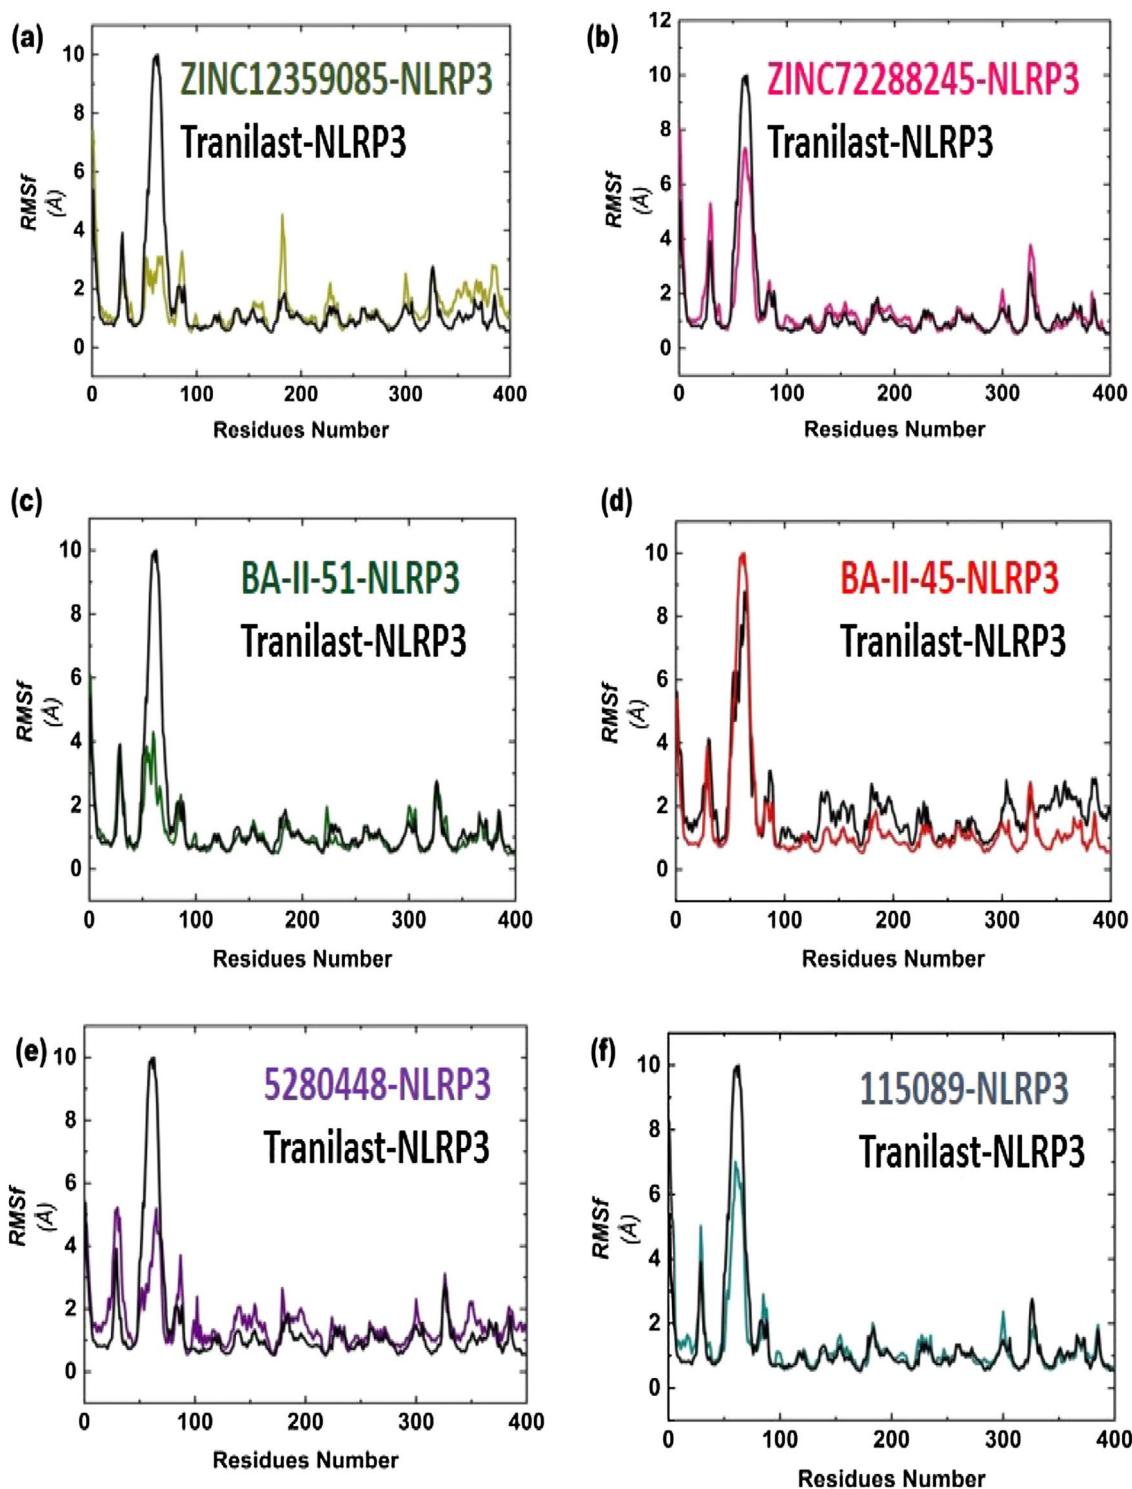 (a)
ZINC12359085-NLRP3
Tranilast-NLRP3
RMSf
(Å)
10
8
6
4
2
0
0 100 200 300 400
Residues Number
(b)
ZINC72288245-NLRP3
Tranilast-NLRP3
RMSf
(Å)
12
10
8
6
4
2
0
0 100 200 300 400
Residues Number
(c)
BA-II-51-NLRP3
Tranilast-NLRP3
RMSf
(Å)
10
8
6
4
2
0
0 100 200 300 400
Residues Number
(d)
BA-II-45-NLRP3
Tranilast-NLRP3
RMSf
(Å)
10
8
6
4
2
0
0 100 200 300 400
Residues Number
(e)
5280448-NLRP3
Tranilast-NLRP3
RMSf
(Å)
10
8
6
4
2
0
0 100 200 300 400
Residues Number
(f)
115089-NLRP3
Tranilast-NLRP3
RMSf
(Å)
10
8
6
4
2
0
0 100 200 300 400
Residues Number